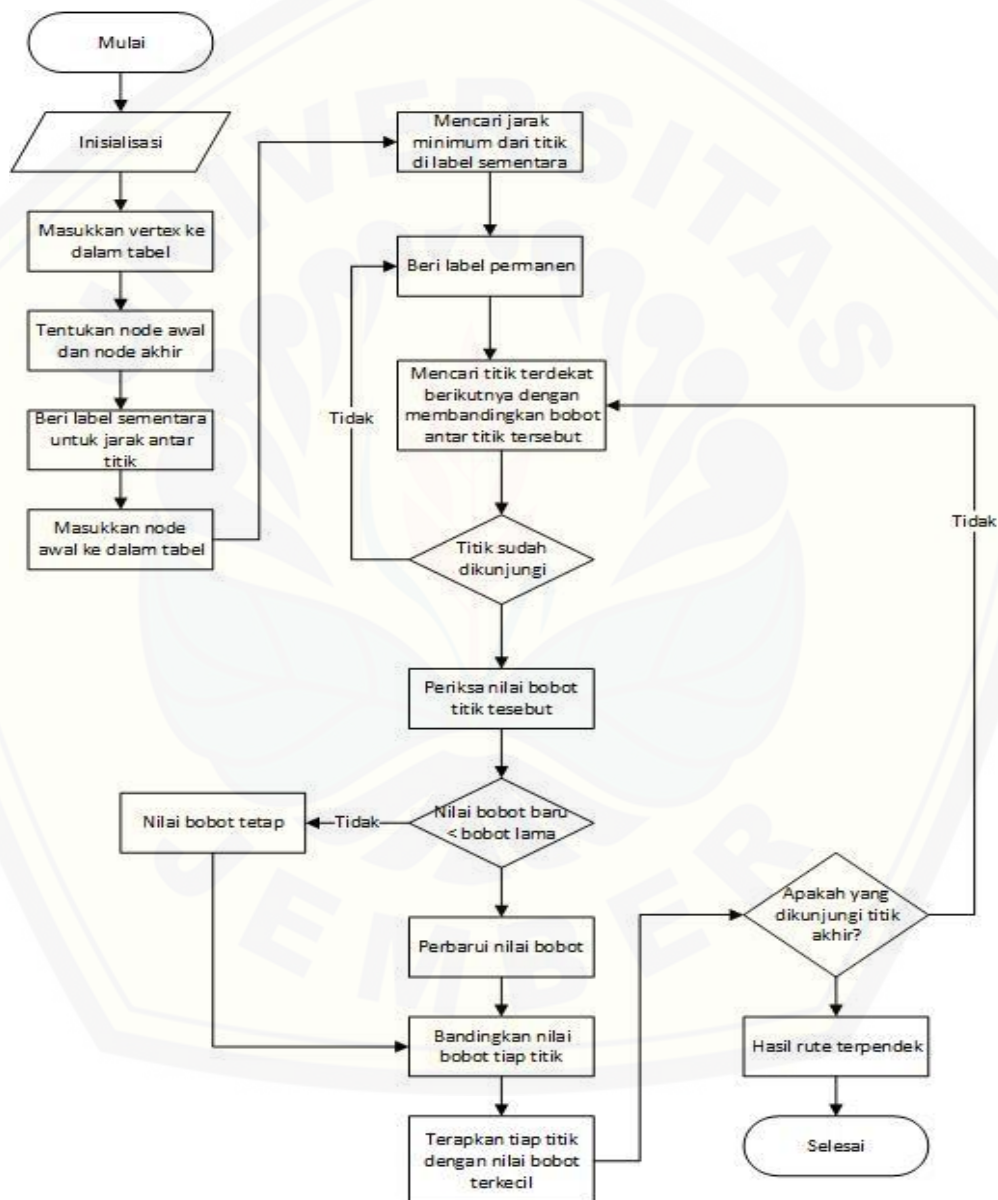 Mulai
Inisialisasi
Masukkan vertex ke
dalam tabel
Tentukan node awal
dan node akhir
Beri label sementara
untuk jarak antar
titik
Masukkan node
awal ke dalam tabel
Mencari jarak
minimum dari titik
di label sementara
Beri label permanen
Mencari titik terdekat
berikutnya dengan
membandingkan bobot
antar titik tersebut
Tidak
Titik sudah
dikunjungi
Periksa nilai bobot
titik tesebut
Nilai bobot baru
< bobot lama
Tidak
Nilai bobot tetap
Perbarui nilai bobot
Bandingkan nilai
bobot tiap titik
Terapkan tiap titik
dengan nilai bobot
terkecil
Apakah yang
dikunjungi titik
akhir?
Tidak
Hasil rute terpendek
Selesai
UNIVERSITAS
JEMBER